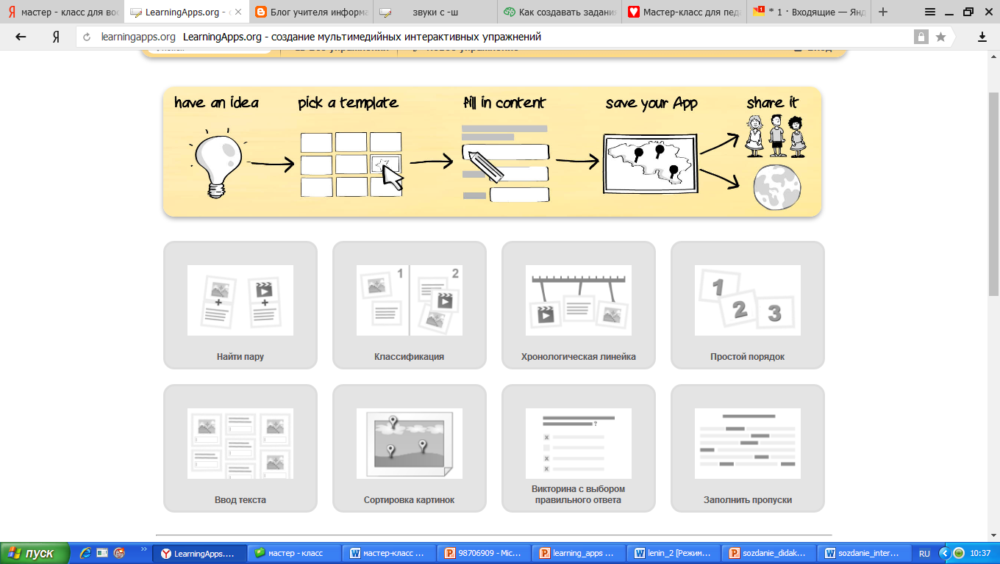 мастер - класс для вос
LearningApps.org - с
Блог учителя информа
звуки с -ш
Как создавать задани
Мастер-класс для пед
* 1 · Входящие — Янд
Я
learningapps.org LearningApps.org - создание мультимедийных интерактивных упражнений
have an idea
pick a template
fill in content
save your App
share it
1
2
1
2
3
Найти пару
Классификация
Хронологическая линейка
Простой порядок
?
x
x
x
Ввод текста
Сортировка картинок
Викторина с выбором
правильного ответа
Заполнить пропуски
пуск
LearningApps....
мастер - класс
мастер-класс ...
98706909 - Mic...
learning_apps ...
lenin_2 [Режим...
sozdanie_didak...
sozdanie_inter...
RU
10:37